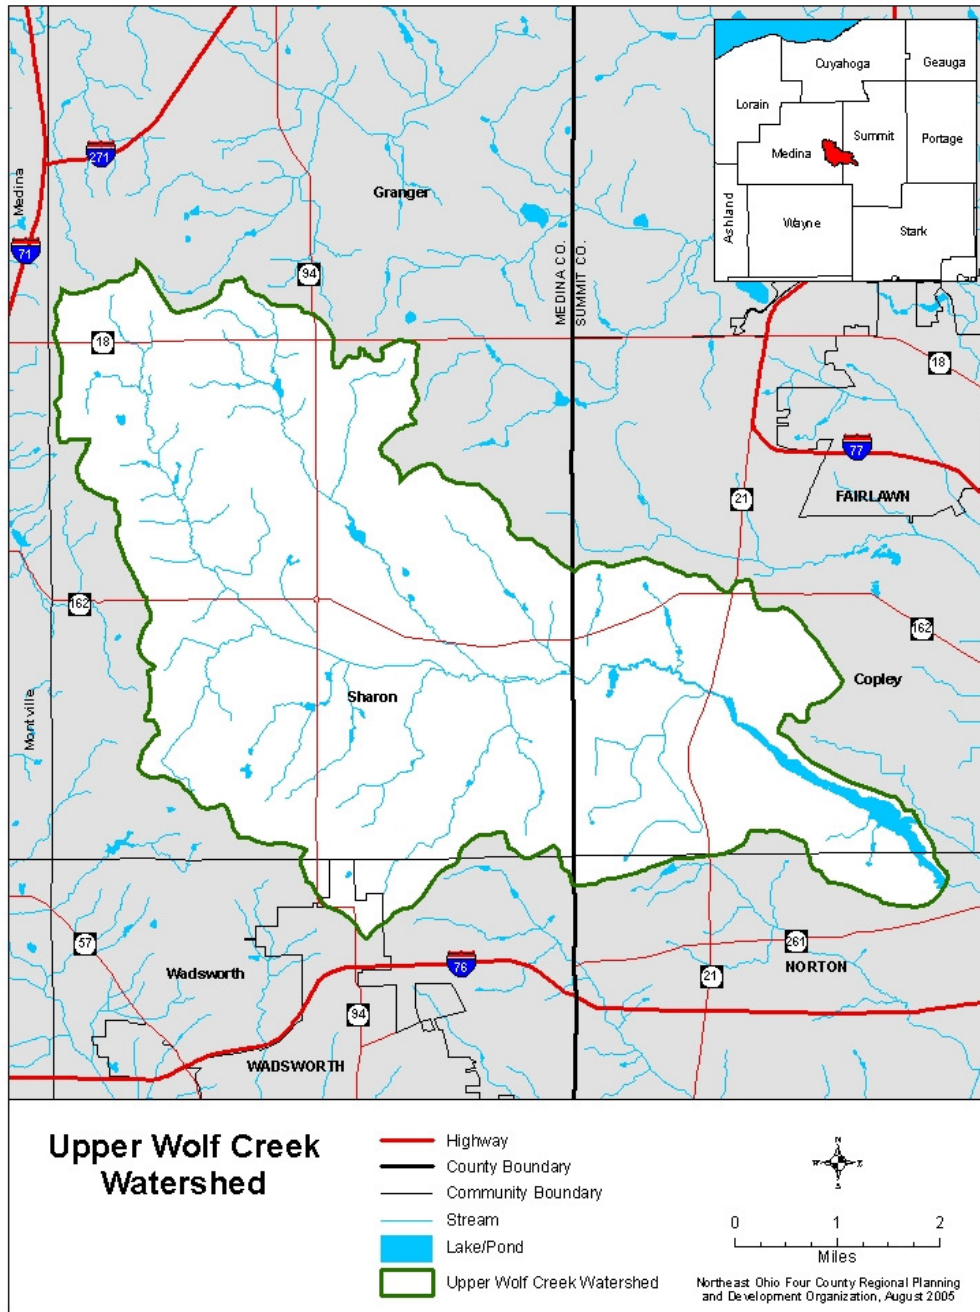 Cuyahoga
Geauga
Lorain
Summit
Portage
Medina
Ashland
Wayne
Stark
271
Medina
Granger
71
94
MEDINA CO.
SUMMIT CO.
18
18
77
FAIRLAWN
21
162
162
Sharon
Copley
Montville
57
261
Wadsworth
76
NORTON
21
94
WADSWORTH
Upper Wolf Creek
Watershed
Highway
County Boundary
Community Boundary
Stream
Lake/Pond
Upper Wolf Creek Watershed
N
W E
S
0 1 2
Miles
Northeast Ohio Four County Regional Planning
and Development Organization, August 2005